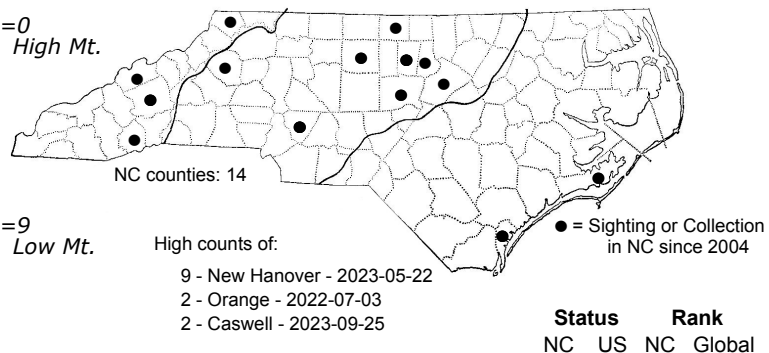 =0
High Mt.
NC counties: 14
=9
Low Mt.
High counts of:
9 - New Hanover - 2023-05-22
2 - Orange - 2022-07-03
2 - Caswell - 2023-09-25
● = Sighting or Collection
in NC since 2004
Status Rank
NC US NC Global